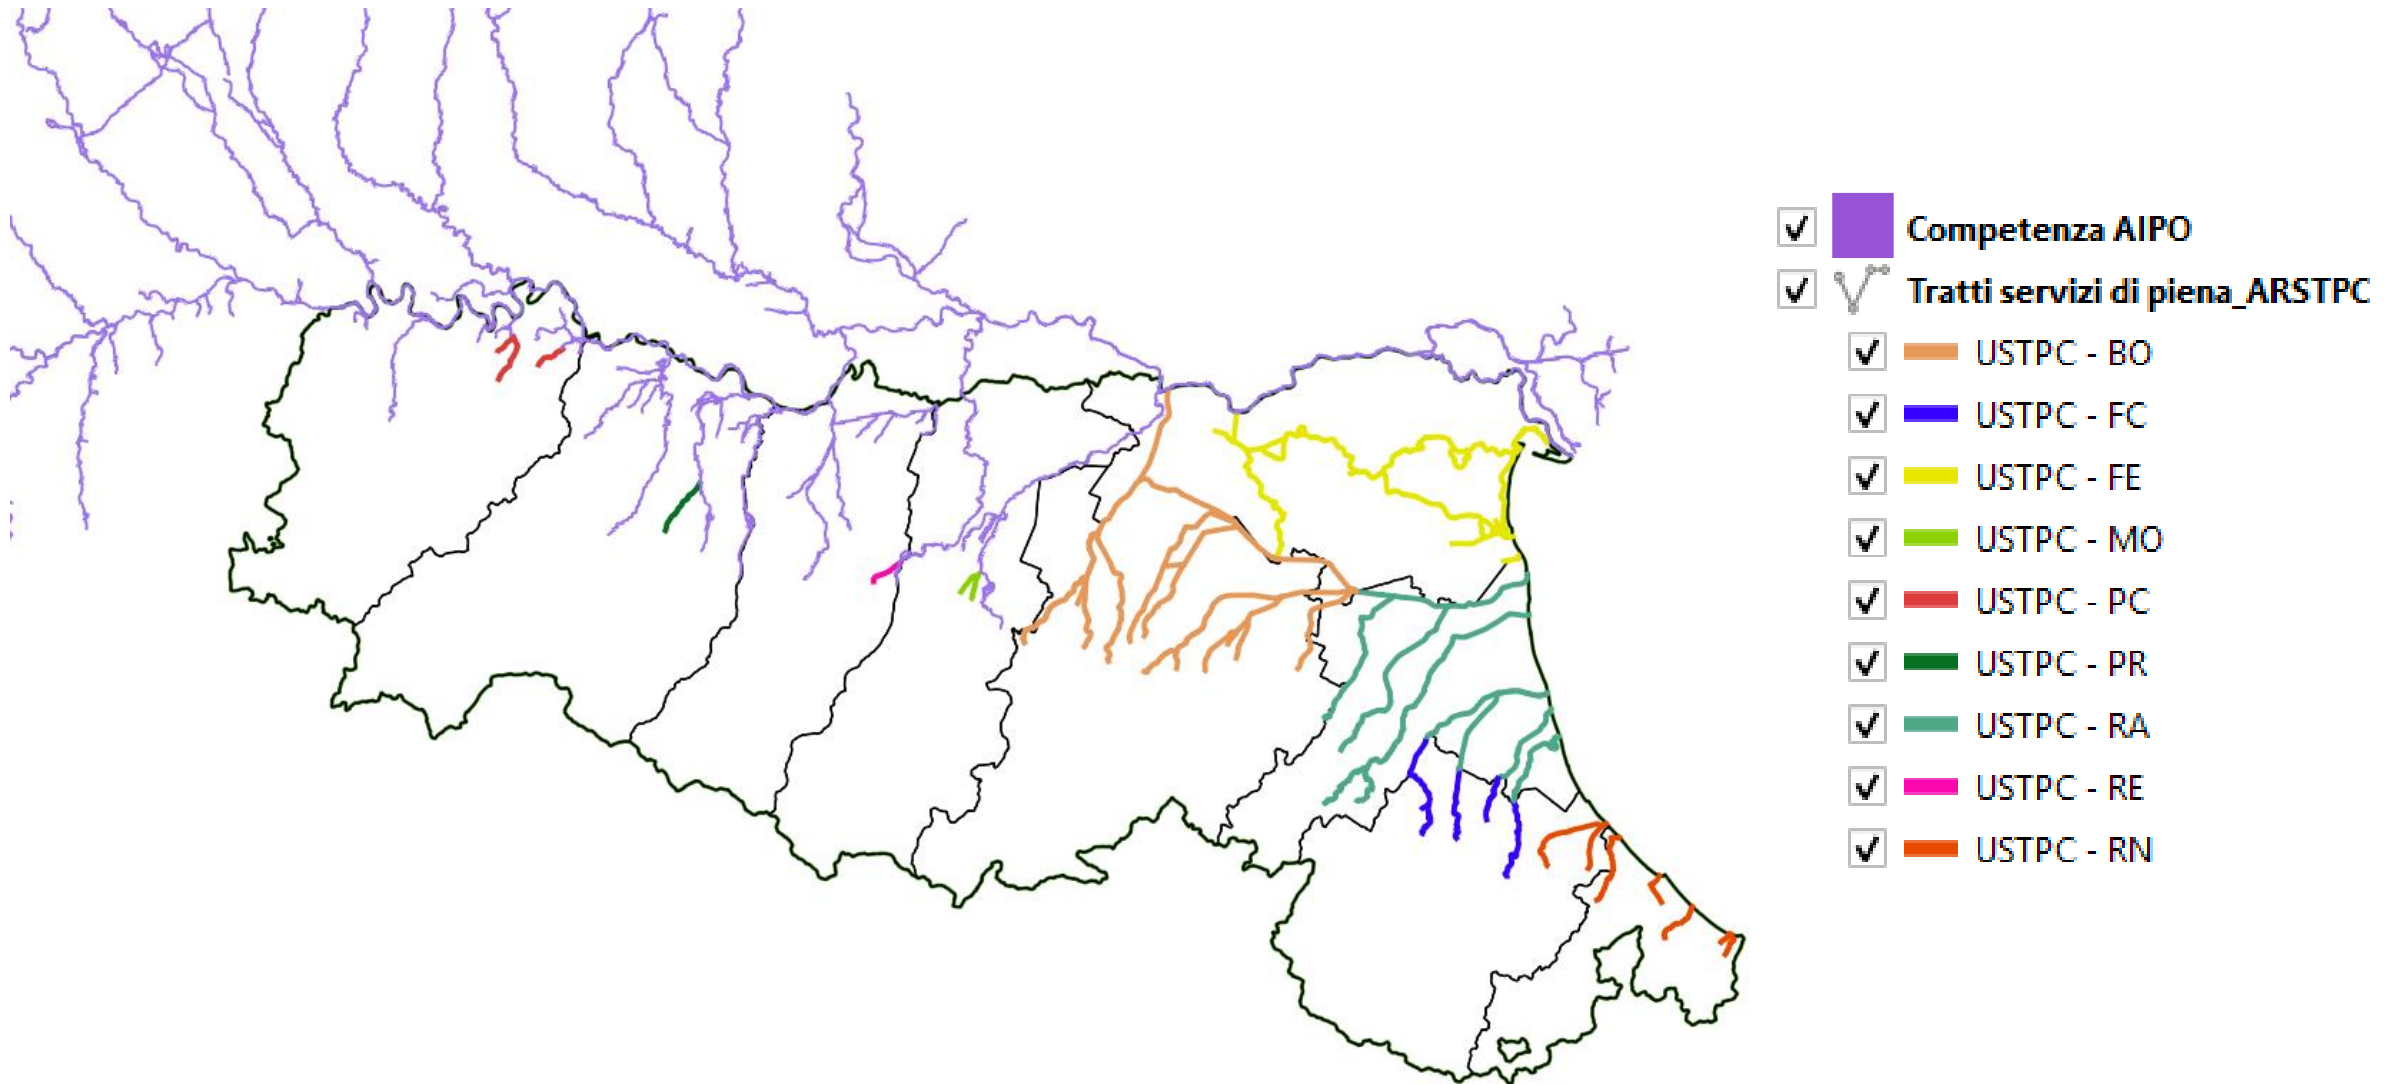 Competenza AIPO
Tratti servizi di piena_ARSTPC
USTPC - BO
USTPC - FC
USTPC - FE
USTPC - MO
USTPC - PC
USTPC - PR
USTPC - RA
USTPC - RE
USTPC - RN